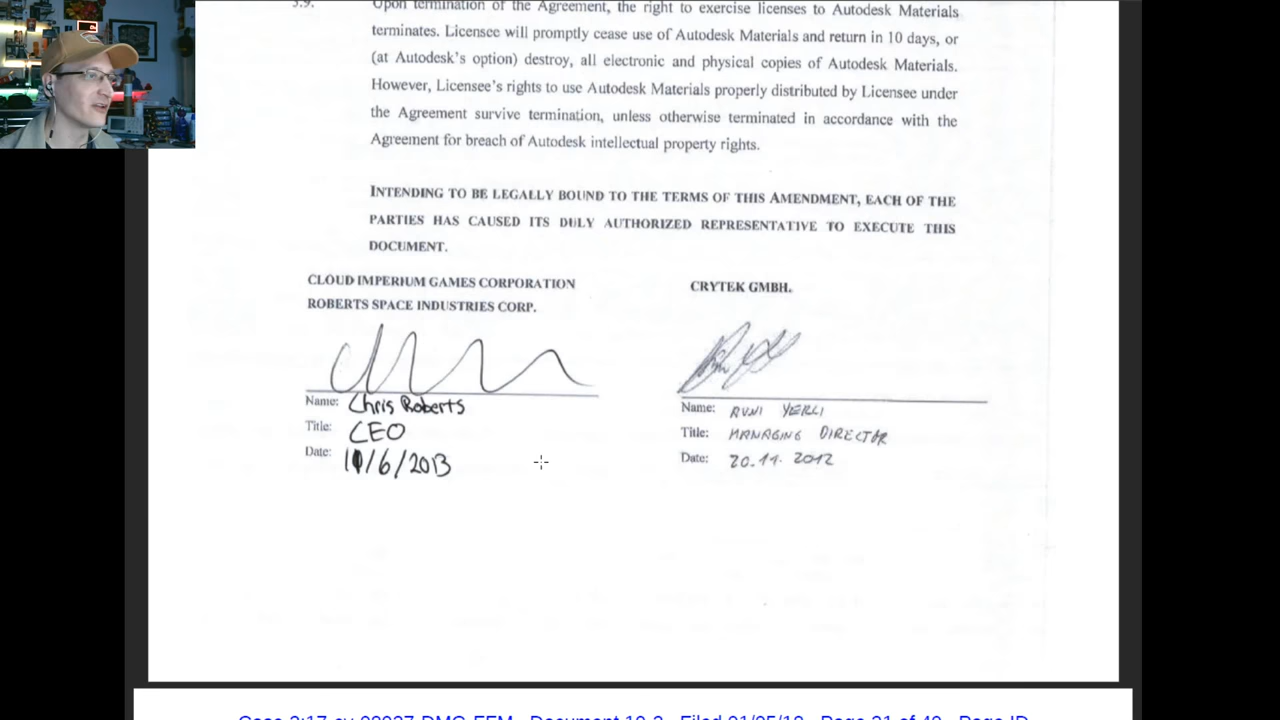 3.9. Upon termination of the Agreement, the right to exercise licenses to Autodesk Materials
terminates. Licensee will promptly cease use of Autodesk Materials and return in 10 days, or
(at Autodesk's option) destroy, all electronic and physical copies of Autodesk Materials.
However, Licensee's rights to use Autodesk Materials properly distributed by Licensee under
the Agreement survive termination, unless otherwise terminated in accordance with the
Agreement for breach of Autodesk intellectual property rights.
INTENDING TO BE LEGALLY BOUND TO THE TERMS OF THIS AMENDMENT, EACH OF THE
PARTIES HAS CAUSED ITS DULY AUTHORIZED REPRESENTATIVE TO EXECUTE THIS
DOCUMENT.
CLOUD IMPERIUM GAMES CORPORATION
ROBERTS SPACE INDUSTRIES CORP.
Name: Chris Roberts
Title: CEO
Date: 11/6/2013
CRYTEK GMBH.
Name: AVNI YERLI
Title: MANAGING DIRECTOR
Date: 20.11.2012